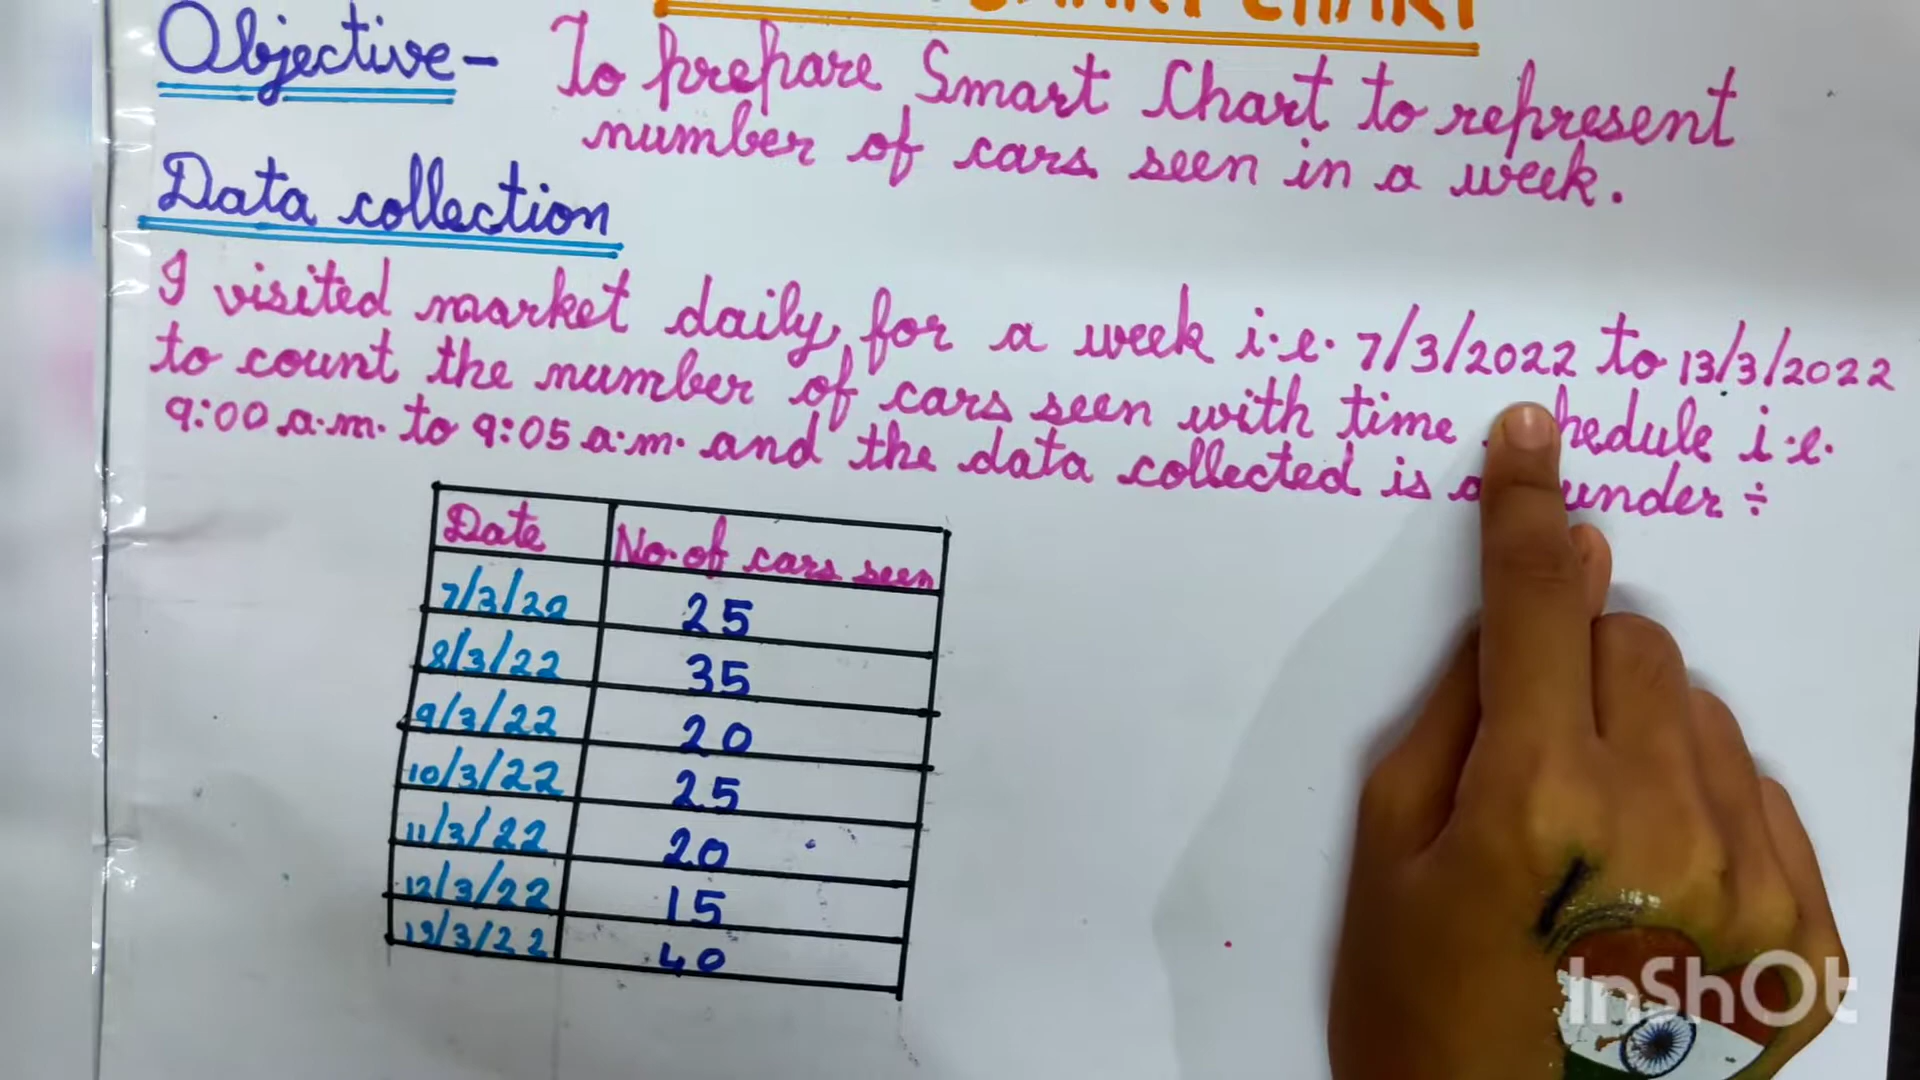 SMART CHART
Objective- To prepare Smart Chart to represent
number of cars seen in a week.
Data collection
I visited market daily, for a week i.e. 7/3/2022 to 13/3/2022
to count the number of cars seen with time hedule i.e.
9:00 a.m. to 9:05 a.m. and the data collected is under ÷
Date No. of cars seen
7/3/22 25
8/3/22 35
9/3/22 20
10/3/22 25
11/3/22 20
12/3/22 15
13/3/22 40
InShOt